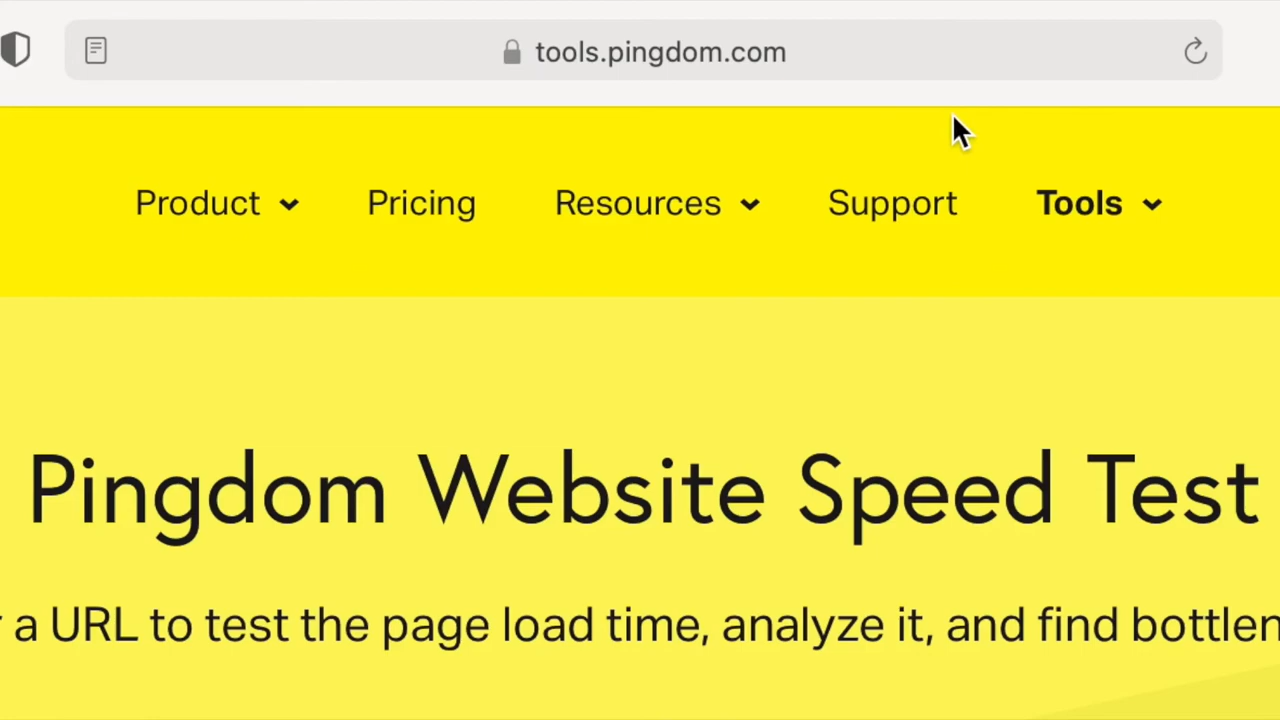 tools.pingdom.com
Product Pricing Resources Support Tools
Pingdom Website Speed Test
a URL to test the page load time, analyze it, and find